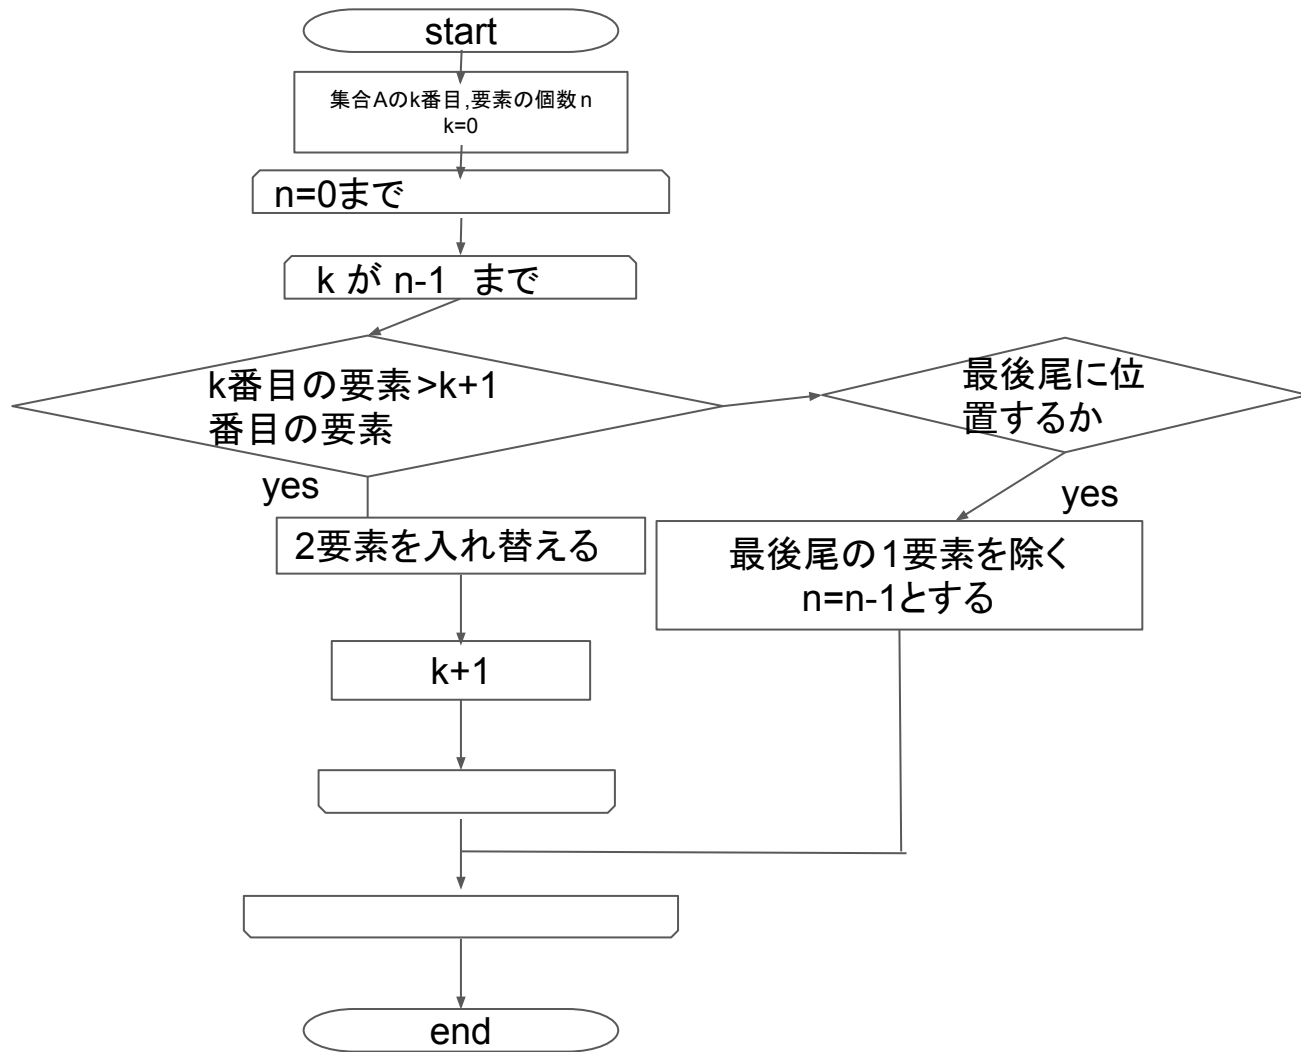 start
集合Aのk番目,要素の個数n
k=0
n=0まで
k が n-1 まで
k番目の要素>k+1
番目の要素
最後尾に位
置するか
yes
yes
2要素を入れ替える
最後尾の1要素を除く
n=n-1とする
k+1
end